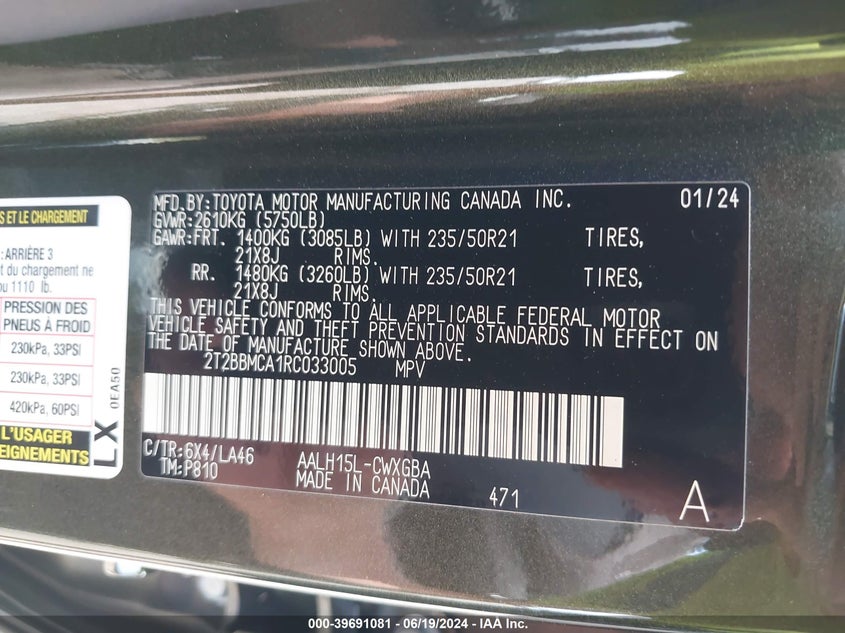 S ET LE CHARGEMENT
: ARRIÈRE 3
t du chargement ne
ou 1110 lb.
PRESSION DES
PNEUS À FROID
230kPa, 33PSI
230kPa, 33PSI
420kPa, 60PSI
L'USAGER
EIGNEMENTS
LX
0EA50
MFD.BY:TOYOTA MOTOR MANUFACTURING CANADA INC. 01/24
GVWR:2610KG (5750LB)
GAWR:FRT. 1400KG (3085LB) WITH 235/50R21 TIRES,
21X8J RIMS.
RR. 1480KG (3260LB) WITH 235/50R21 TIRES,
21X8J RIMS.
THIS VEHICLE CONFORMS TO ALL APPLICABLE FEDERAL MOTOR
VEHICLE SAFETY AND THEFT PREVENTION STANDARDS IN EFFECT ON
THE DATE OF MANUFACTURE SHOWN ABOVE.
2T2BBMCA1RC033005 MPV
C/TR:6X4/LA46 AALH15L-CWXGBA
TM:P810 MADE IN CANADA 471 A
000-39691081 - 06/19/2024 - IAA Inc.